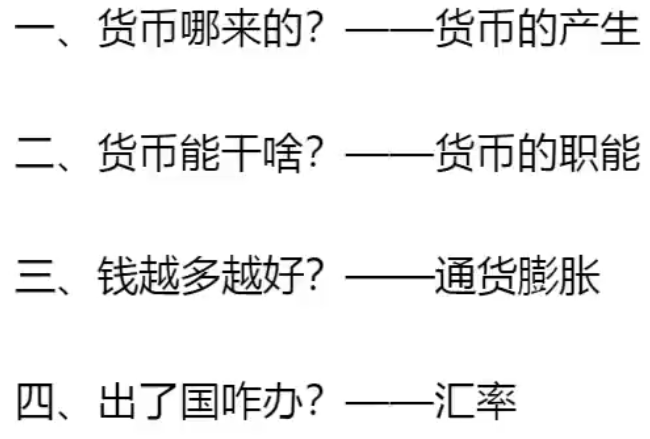 一、货币哪来的？——货币的产生
二、货币能干啥？——货币的职能
三、钱越多越好？——通货膨胀
四、出了国咋办？——汇率